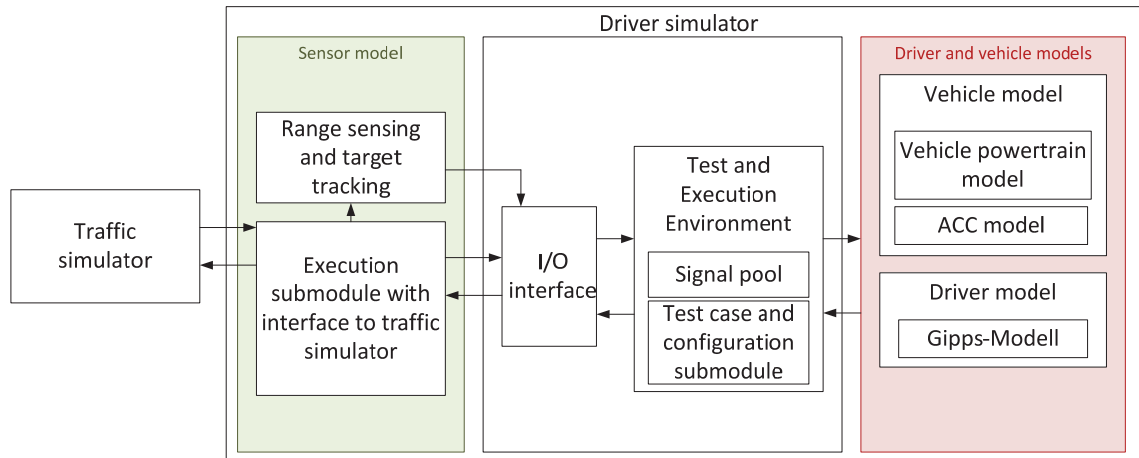 Driver simulator
Traffic
simulator
Sensor model
Range sensing
and target
tracking
Execution
submodule with
interface to traffic
simulator
I/O
interface
Test and
Execution
Environment
Signal pool
Test case and
configuration
submodule
Driver and vehicle models
Vehicle model
Vehicle powertrain
model
ACC model
Driver model
Gipps-Modell